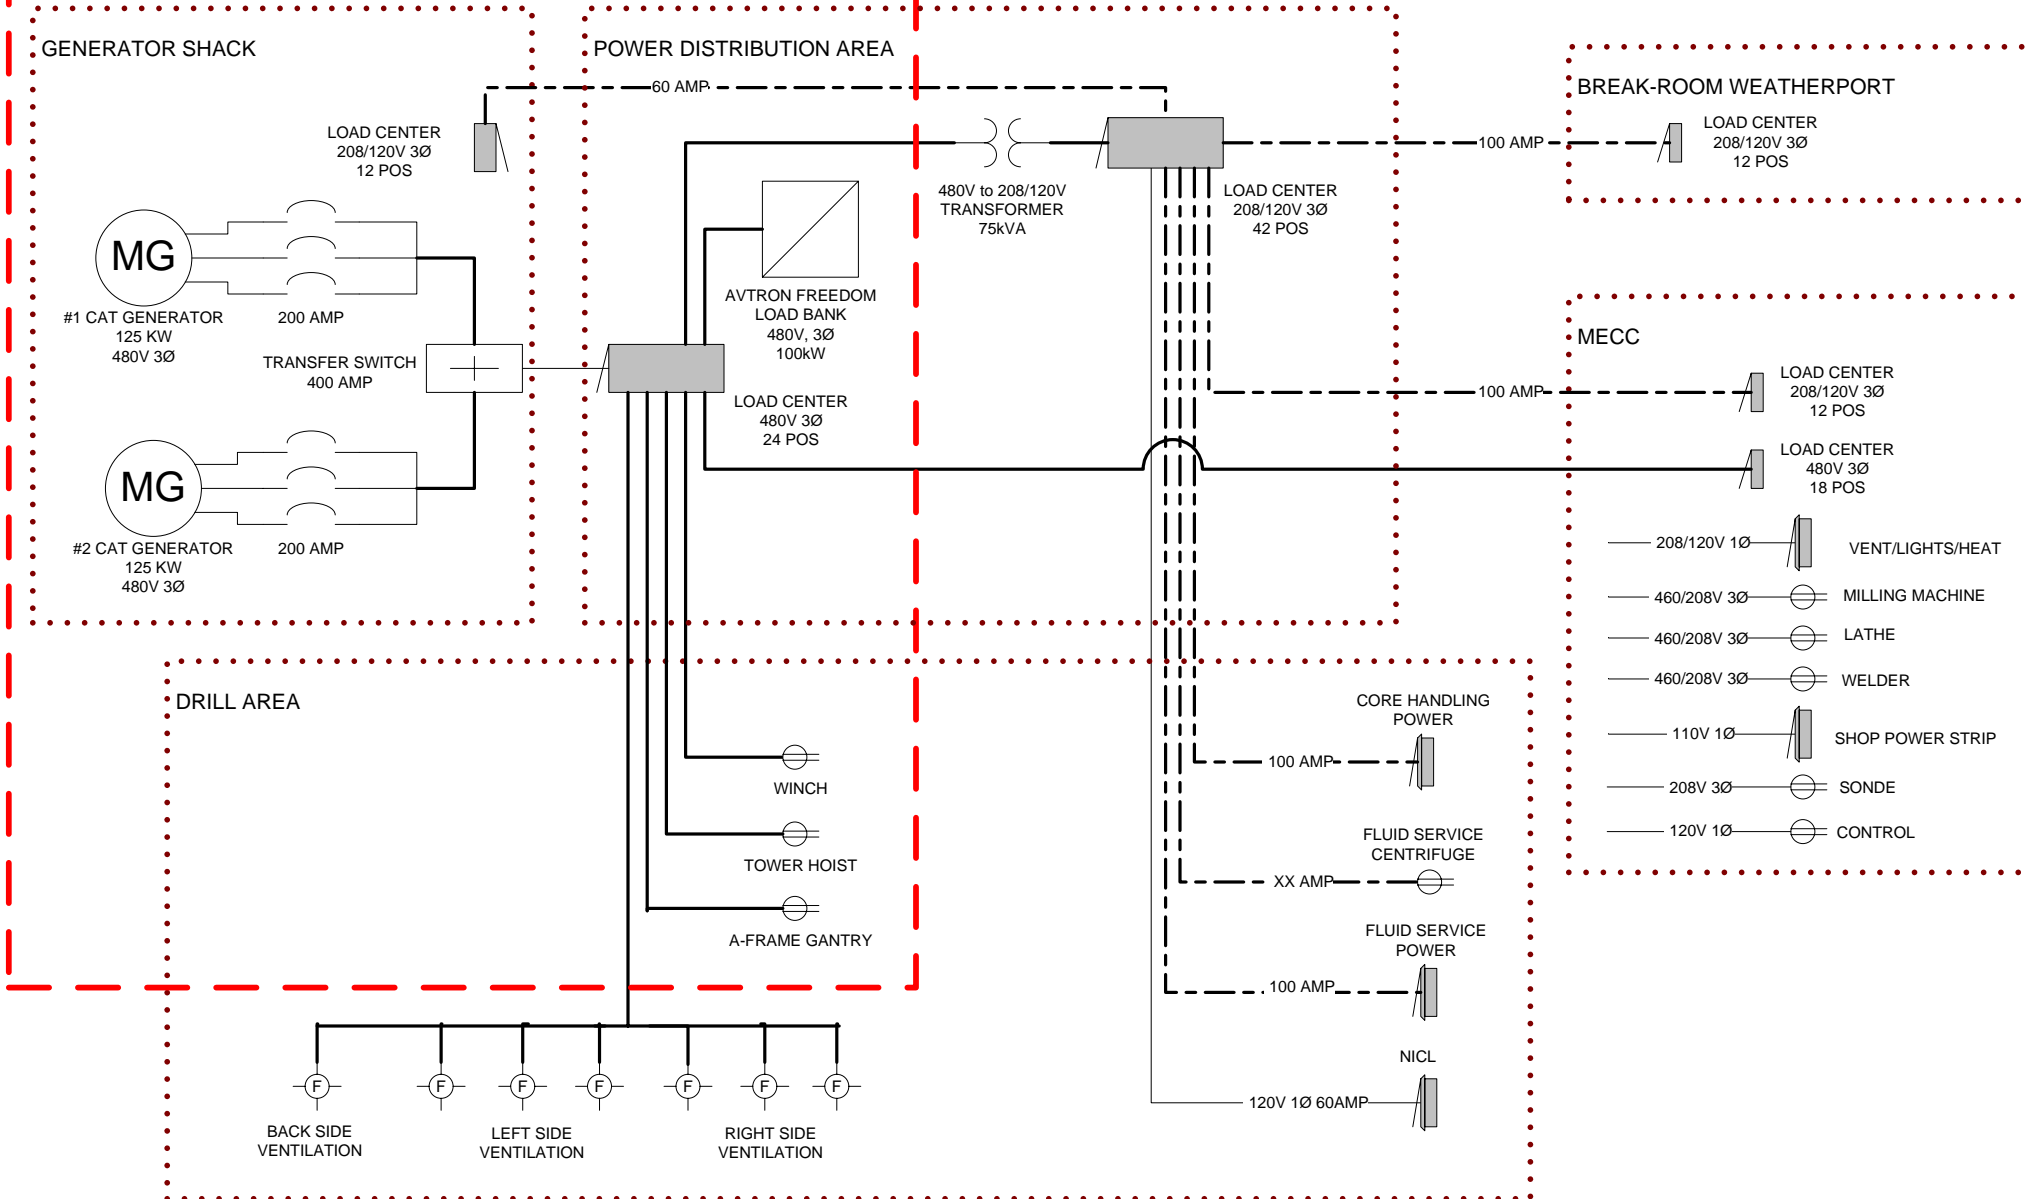 GENERATOR SHACK
LOAD CENTER
208/120V 3Ø
12 POS
MG
#1 CAT GENERATOR
125 KW
480V 3Ø
200 AMP
TRANSFER SWITCH
400 AMP
MG
#2 CAT GENERATOR
125 KW
480V 3Ø
200 AMP
POWER DISTRIBUTION AREA
60 AMP
480V to 208/120V
TRANSFORMER
75kVA
LOAD CENTER
208/120V 3Ø
42 POS
AVTRON FREEDOM
LOAD BANK
480V, 3Ø
100kW
LOAD CENTER
480V 3Ø
24 POS
BREAK-ROOM WEATHERPORT
100 AMP
LOAD CENTER
208/120V 3Ø
12 POS
MECC
100 AMP
LOAD CENTER
208/120V 3Ø
12 POS
LOAD CENTER
480V 3Ø
18 POS
208/120V 1Ø
VENT/LIGHTS/HEAT
460/208V 3Ø
MILLING MACHINE
460/208V 3Ø
LATHE
460/208V 3Ø
WELDER
110V 1Ø
SHOP POWER STRIP
208V 3Ø
SONDE
120V 1Ø
CONTROL
DRILL AREA
WINCH
TOWER HOIST
A-FRAME GANTRY
CORE HANDLING
POWER
100 AMP
FLUID SERVICE
CENTRIFUGE
XX AMP
FLUID SERVICE
POWER
100 AMP
NICL
120V 1Ø 60AMP
F
F
F
F
F
F
F
BACK SIDE
VENTILATION
LEFT SIDE
VENTILATION
RIGHT SIDE
VENTILATION